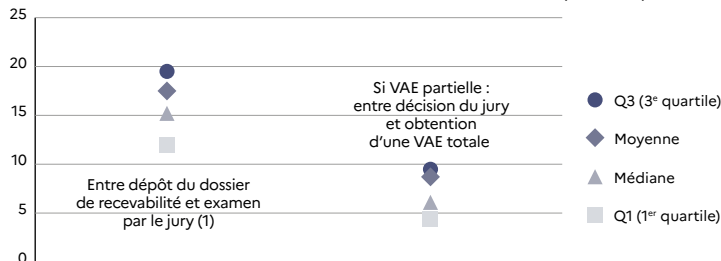 25
20
15
10
5
0
Si VAE partielle :
entre décision du jury
et obtention
d'une VAE totale
Entre dépôt du dossier
de recevabilité et examen
par le jury (1)
Q3 (3e quartile)
Moyenne
Médiane
Q1 (1er quartile)